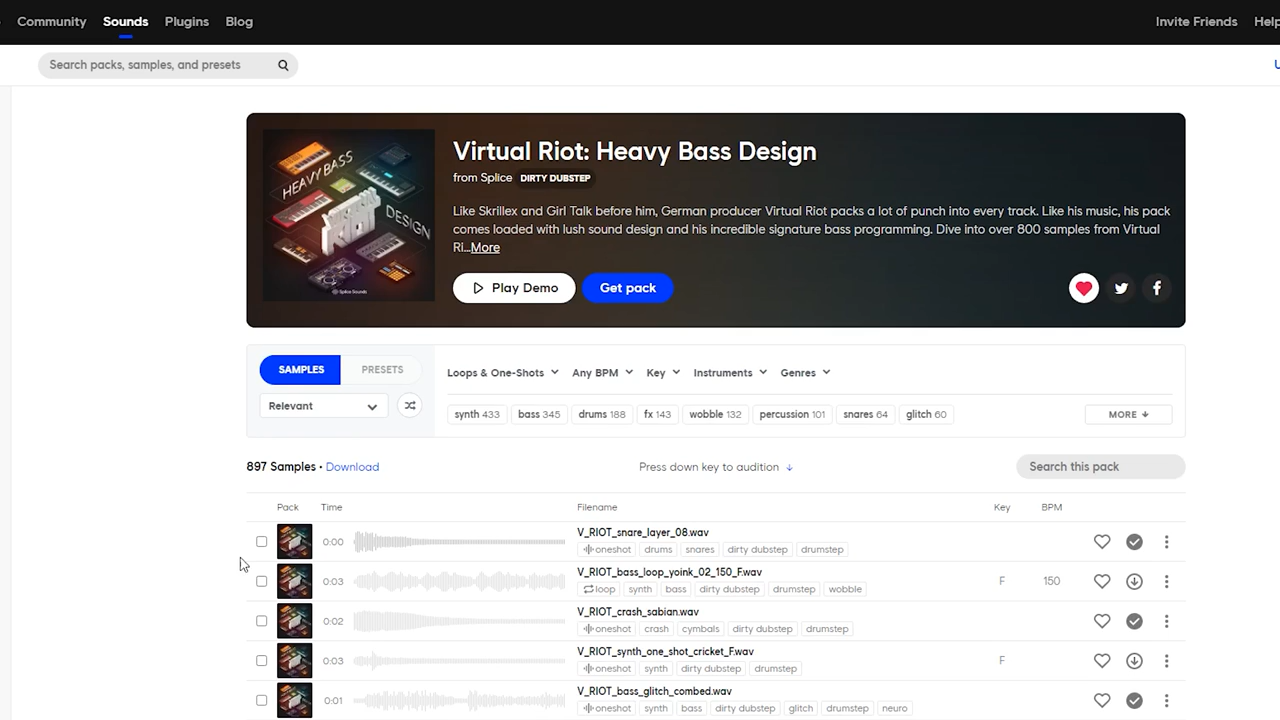 Community Sounds Plugins Blog Invite Friends Help
Search packs, samples, and presets
HEAVY BASS
DESIGN
Splice Sounds
Virtual Riot: Heavy Bass Design
from Splice DIRTY DUBSTEP
Like Skrillex and Girl Talk before him, German producer Virtual Riot packs a lot of punch into every track. Like his music, his pack
comes loaded with lush sound design and his incredible signature bass programming. Dive into over 800 samples from Virtual
Ri...More
Play Demo Get pack
SAMPLES PRESETS
Loops & One-Shots Any BPM Key Instruments Genres
Relevant
synth 433 bass 345 drums 188 fx 143 wobble 132 percussion 101 snares 64 glitch 60 MORE
897 Samples • Download Press down key to audition Search this pack
Pack Time Filename Key BPM
V_RIOT_snare_layer_08.wav
0:00
oneshot drums snares dirty dubstep drumstep
V_RIOT_bass_loop_yoink_02_150_F.wav
0:03 F 150
loop synth bass dirty dubstep drumstep wobble
V_RIOT_crash_sabian.wav
0:02
oneshot crash cymbals dirty dubstep drumstep
V_RIOT_synth_one_shot_cricket_F.wav
0:03 F
oneshot synth dirty dubstep drumstep
V_RIOT_bass_glitch_combed.wav
0:01
oneshot synth bass dirty dubstep glitch drumstep neuro